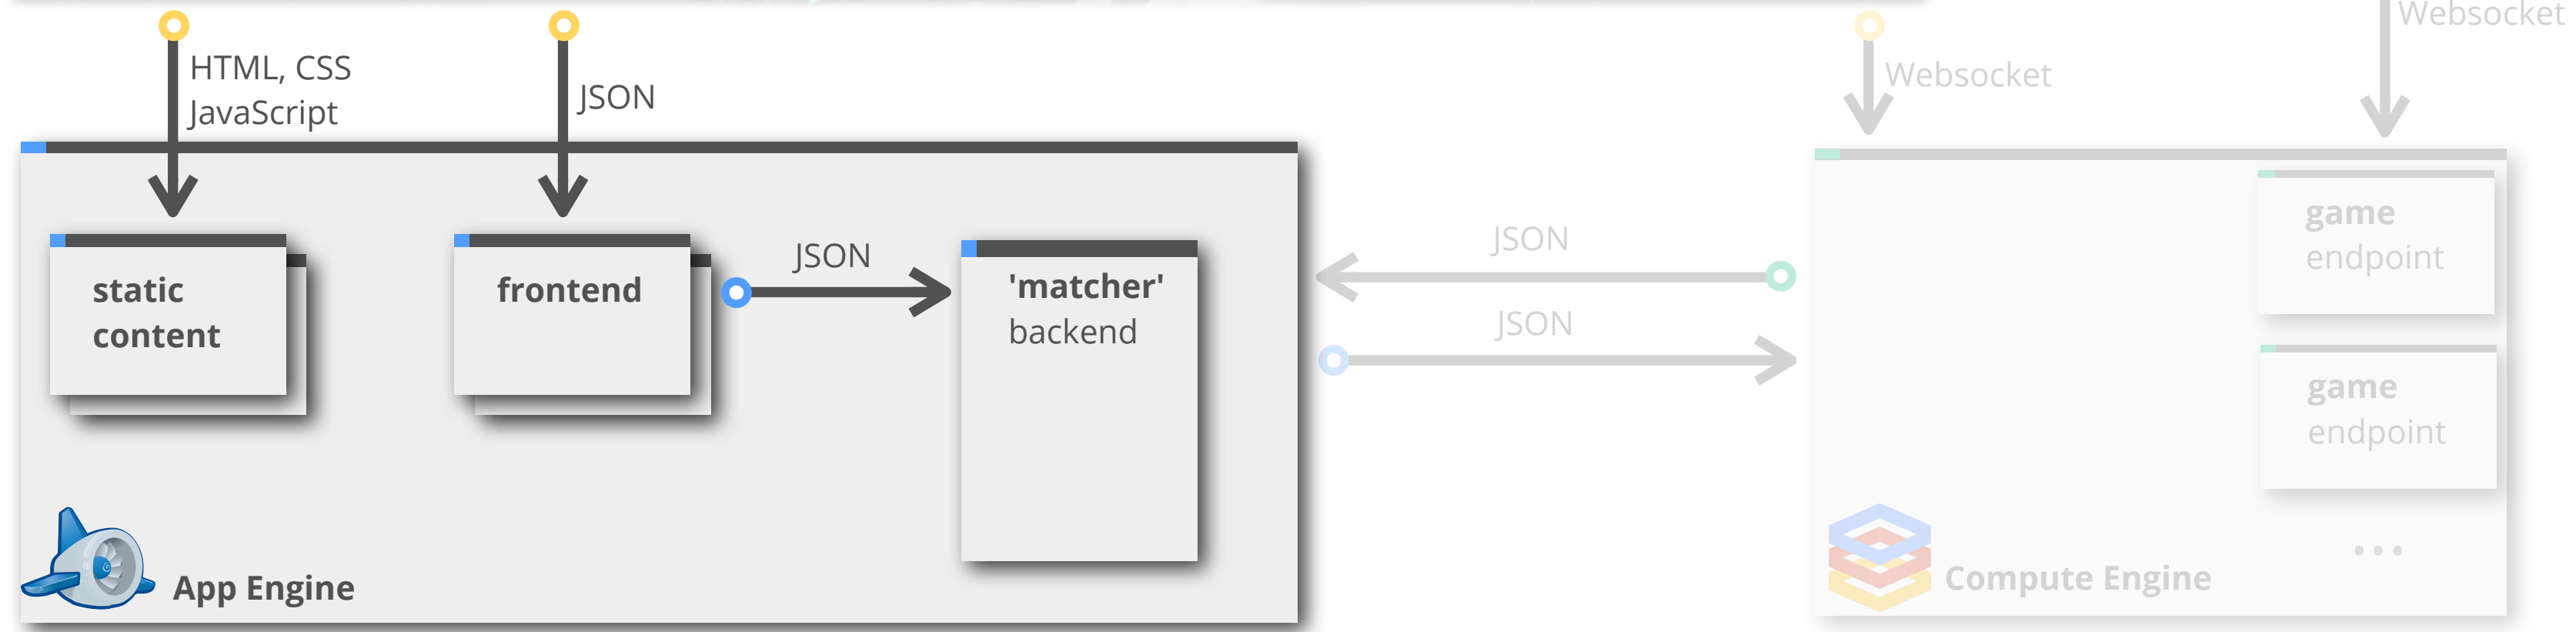 HTML, CSS
JavaScript
JSON
Websocket
Websocket
static
content
frontend
JSON
'matcher'
backend
JSON
JSON
game
endpoint
game
endpoint
...
App Engine
Compute Engine